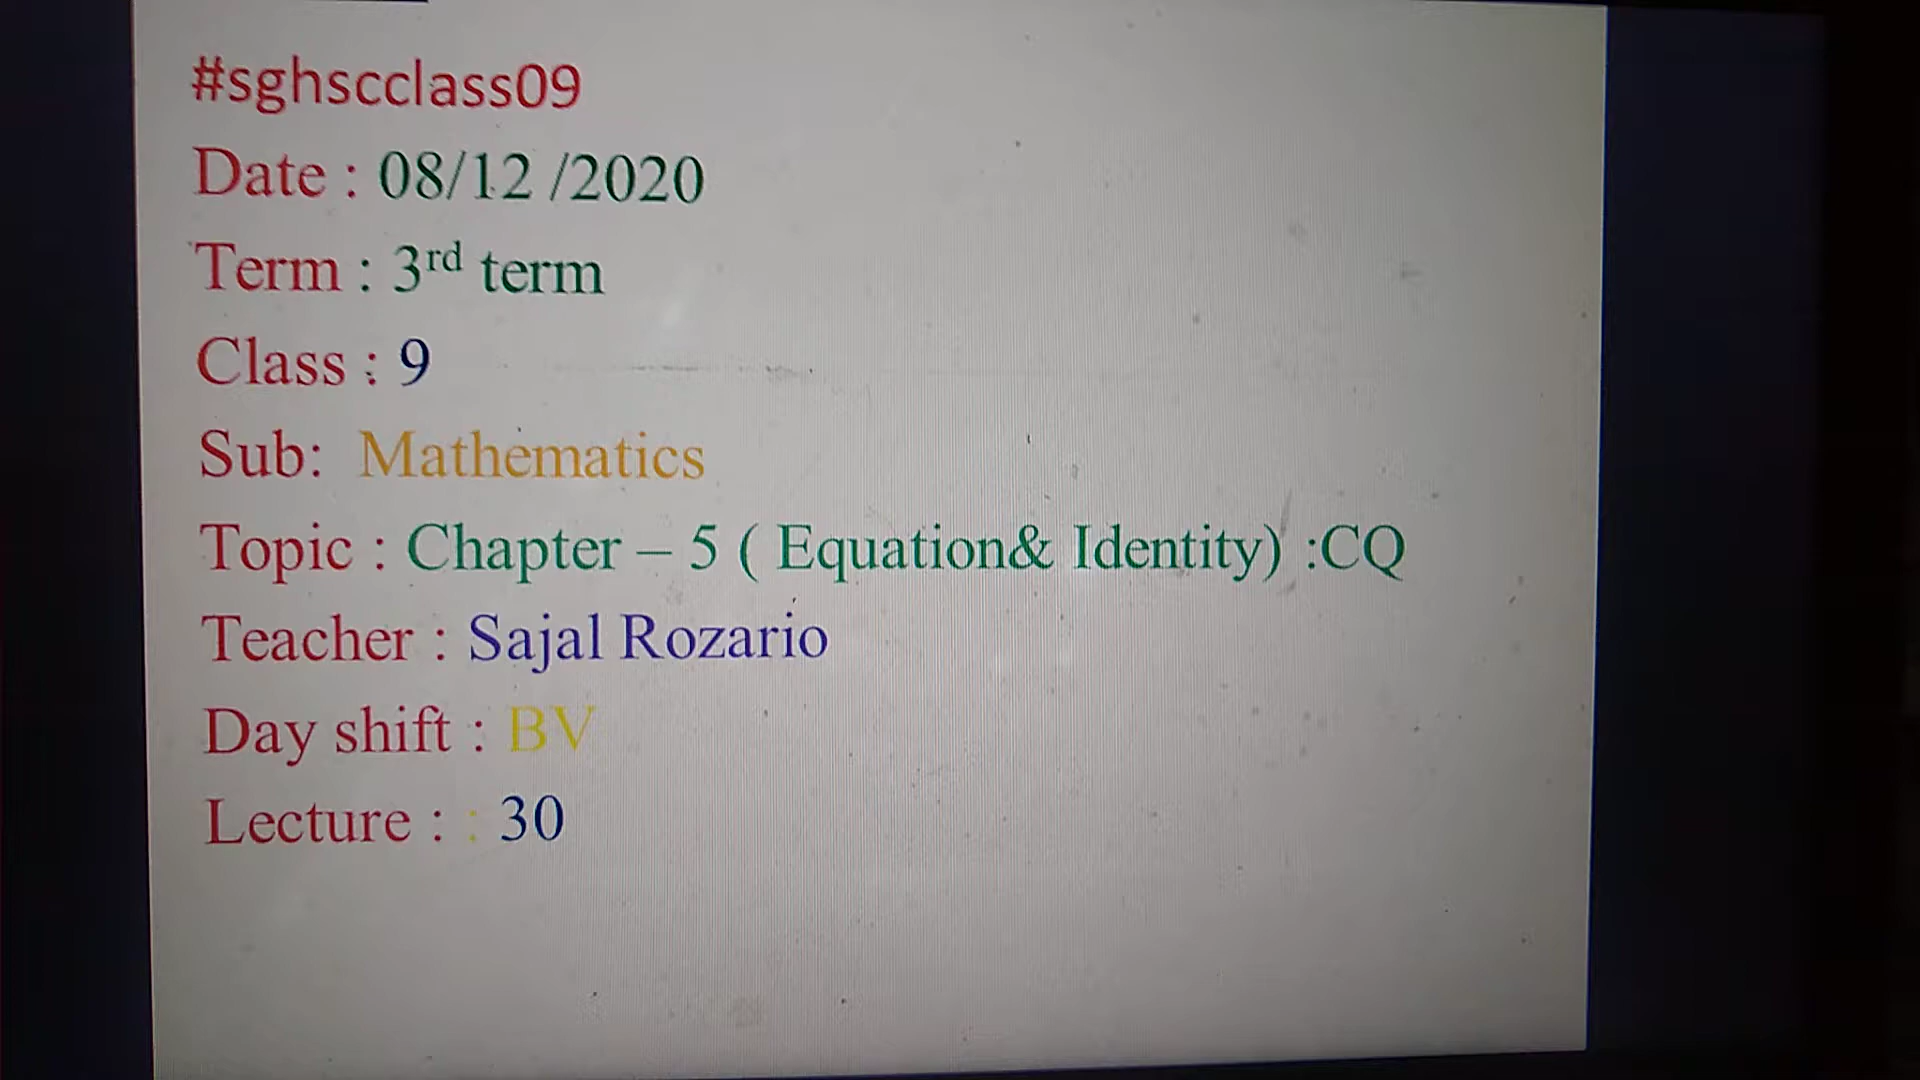 #sghscclass09
Date : 08/12 /2020
Term : 3rd term
Class : 9
Sub: Mathematics
Topic : Chapter – 5 ( Equation& Identity) :CQ
Teacher : Sajal Rozario
Day shift : BV
Lecture : : 30